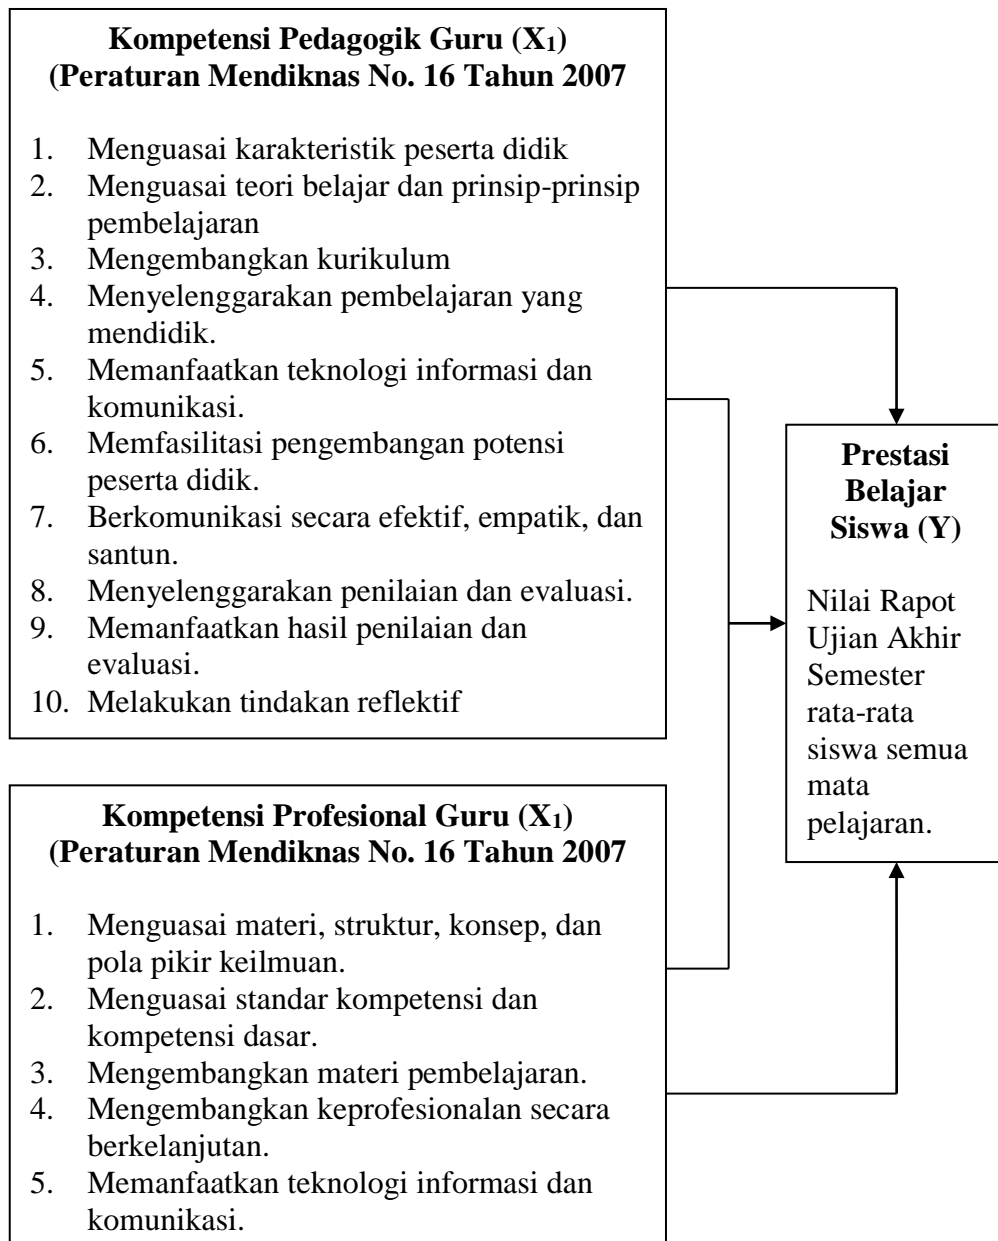 Kompetensi Pedagogik Guru (X₁)
(Peraturan Mendiknas No. 16 Tahun 2007
1. Menguasai karakteristik peserta didik
2. Menguasai teori belajar dan prinsip-prinsip
pembelajaran
3. Mengembangkan kurikulum
4. Menyelenggarakan pembelajaran yang
mendidik.
5. Memanfaatkan teknologi informasi dan
komunikasi.
6. Memfasilitasi pengembangan potensi
peserta didik.
7. Berkomunikasi secara efektif, empatik, dan
santun.
8. Menyelenggarakan penilaian dan evaluasi.
9. Memanfaatkan hasil penilaian dan
evaluasi.
10. Melakukan tindakan reflektif
Kompetensi Profesional Guru (X₁)
(Peraturan Mendiknas No. 16 Tahun 2007
1. Menguasai materi, struktur, konsep, dan
pola pikir keilmuan.
2. Menguasai standar kompetensi dan
kompetensi dasar.
3. Mengembangkan materi pembelajaran.
4. Mengembangkan keprofesionalan secara
berkelanjutan.
5. Memanfaatkan teknologi informasi dan
komunikasi.
Prestasi
Belajar
Siswa (Y)
Nilai Rapot
Ujian Akhir
Semester
rata-rata
siswa semua
mata
pelajaran.